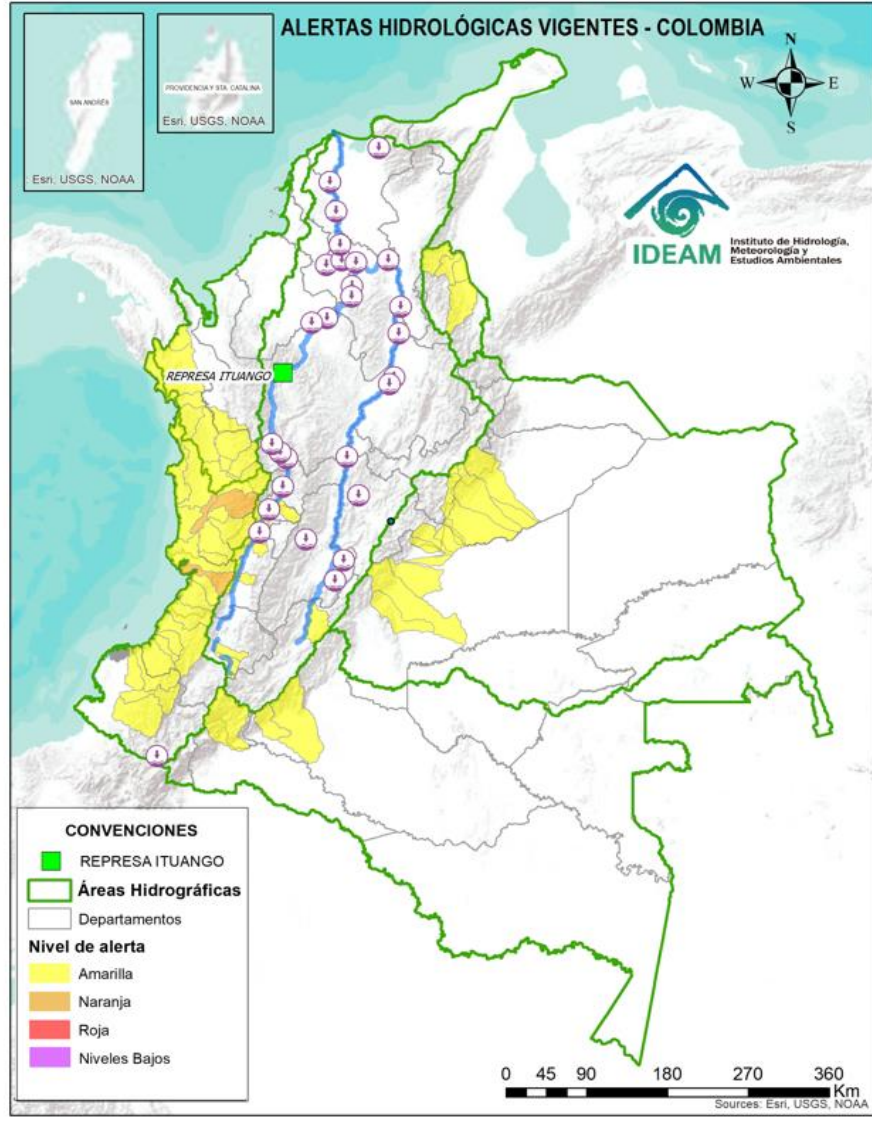 ALERTAS HIDROLÓGICAS VIGENTES - COLOMBIA
SAN ANDRÉS
Esri, USGS, NOAA
PROVIDENCIA Y STA. CATALINA
Esri, USGS, NOAA
N
W
E
S
IDEAM
Instituto de Hidrología,
Meteorología y
Estudios Ambientales
REPRESA ITUANGO
CONVENCIONES
REPRESA ITUANGO
Áreas Hidrográficas
Departamentos
Nivel de alerta
Amarilla
Naranja
Roja
Niveles Bajos
0 45 90 180 270 360
Km
Sources: Esri, USGS, NOAA